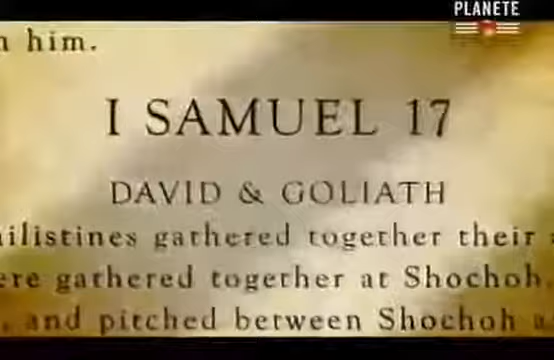 PLANETE
him.
I SAMUEL 17
DAVID & GOLIATH
gathered together their
gathered together at Shochoh,
, and pitched between Shochoh